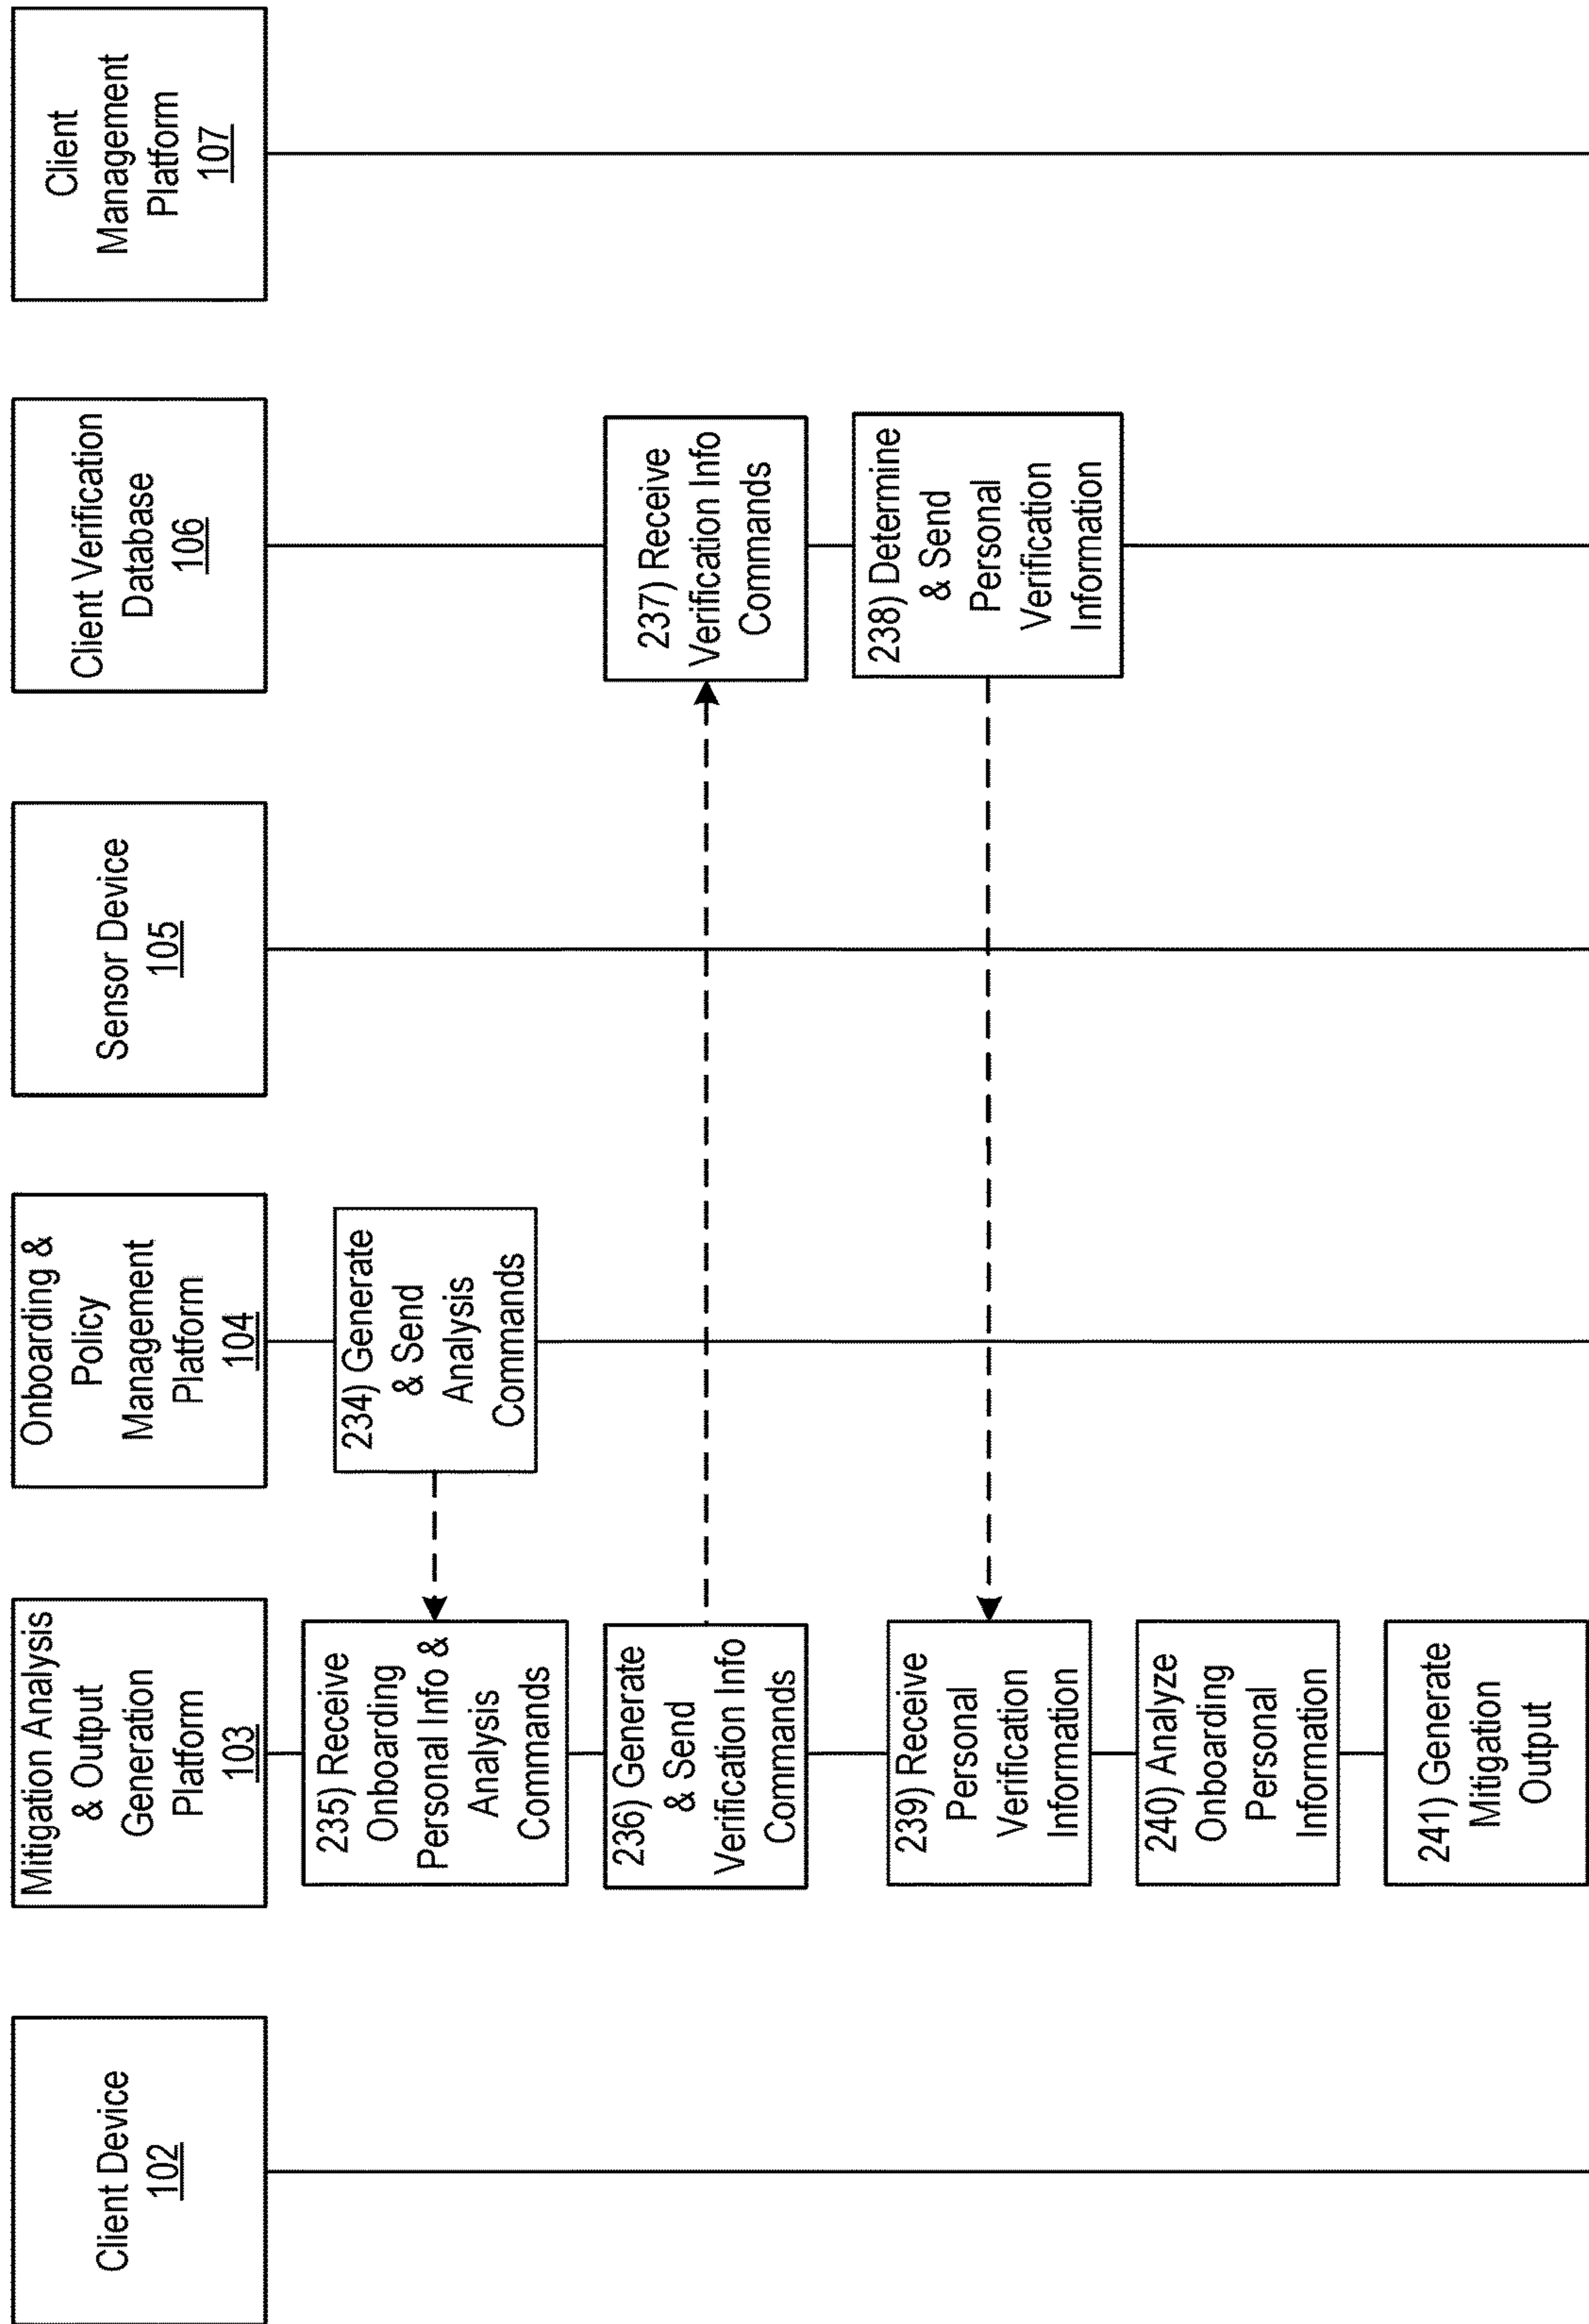 Client Device
102
Mitigation Analysis
& Output
Generation
Platform
103
Onboarding &
Policy
Management
Platform
104
Sensor Device
105
Client Verification
Database
106
Client
Management
Platform
107
234) Generate
& Send
Analysis
Commands
235) Receive
Onboarding
Personal Info &
Analysis
Commands
236) Generate
& Send
Verification Info
Commands
237) Receive
Verification Info
Commands
238) Determine
& Send
Personal
Verification
Information
239) Receive
Personal
Verification
Information
240) Analyze
Onboarding
Personal
Information
241) Generate
Mitigation
Output